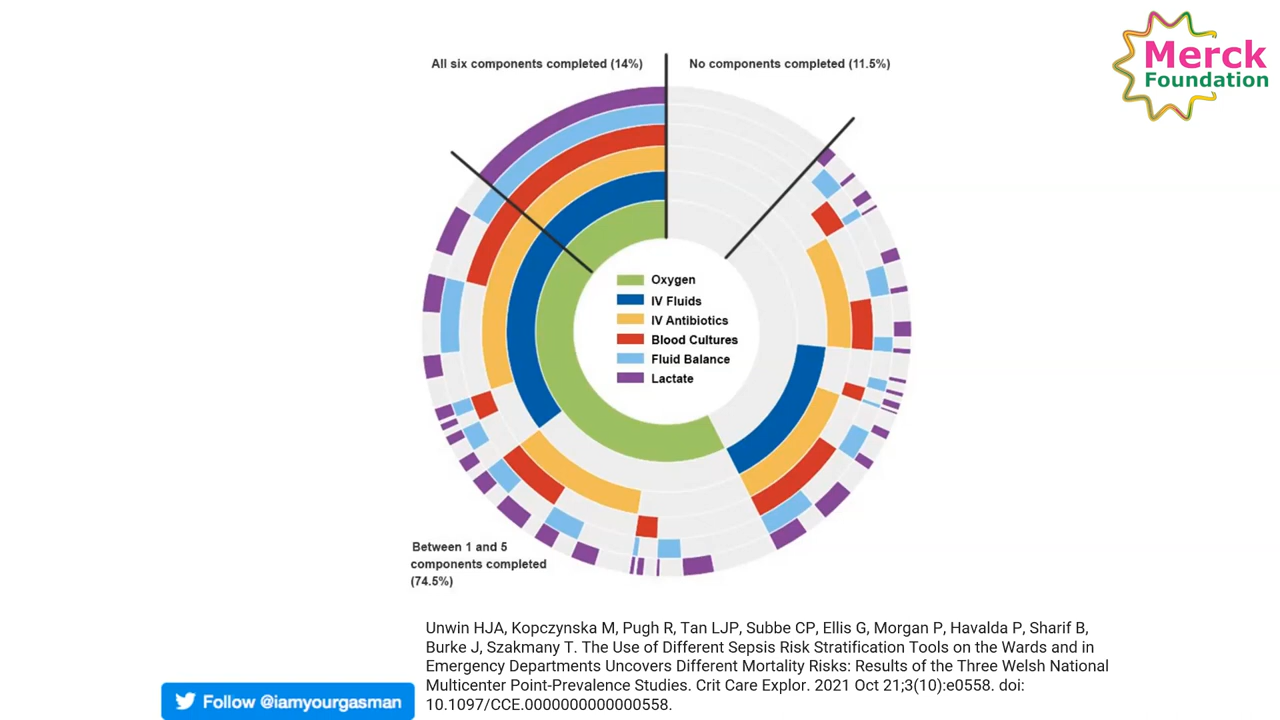 Merck
Foundation
All six components completed (14%)
No components completed (11.5%)
Oxygen
IV Fluids
IV Antibiotics
Blood Cultures
Fluid Balance
Lactate
Between 1 and 5
components completed
(74.5%)
Unwin HJA, Kopczynska M, Pugh R, Tan LJP, Subbe CP, Ellis G, Morgan P, Havalda P, Sharif B,
Burke J, Szakmany T. The Use of Different Sepsis Risk Stratification Tools on the Wards and in
Emergency Departments Uncovers Different Mortality Risks: Results of the Three Welsh National
Multicenter Point-Prevalence Studies. Crit Care Explor. 2021 Oct 21;3(10):e0558. doi:
10.1097/CCE.0000000000000558.
Follow @iamyourgasman